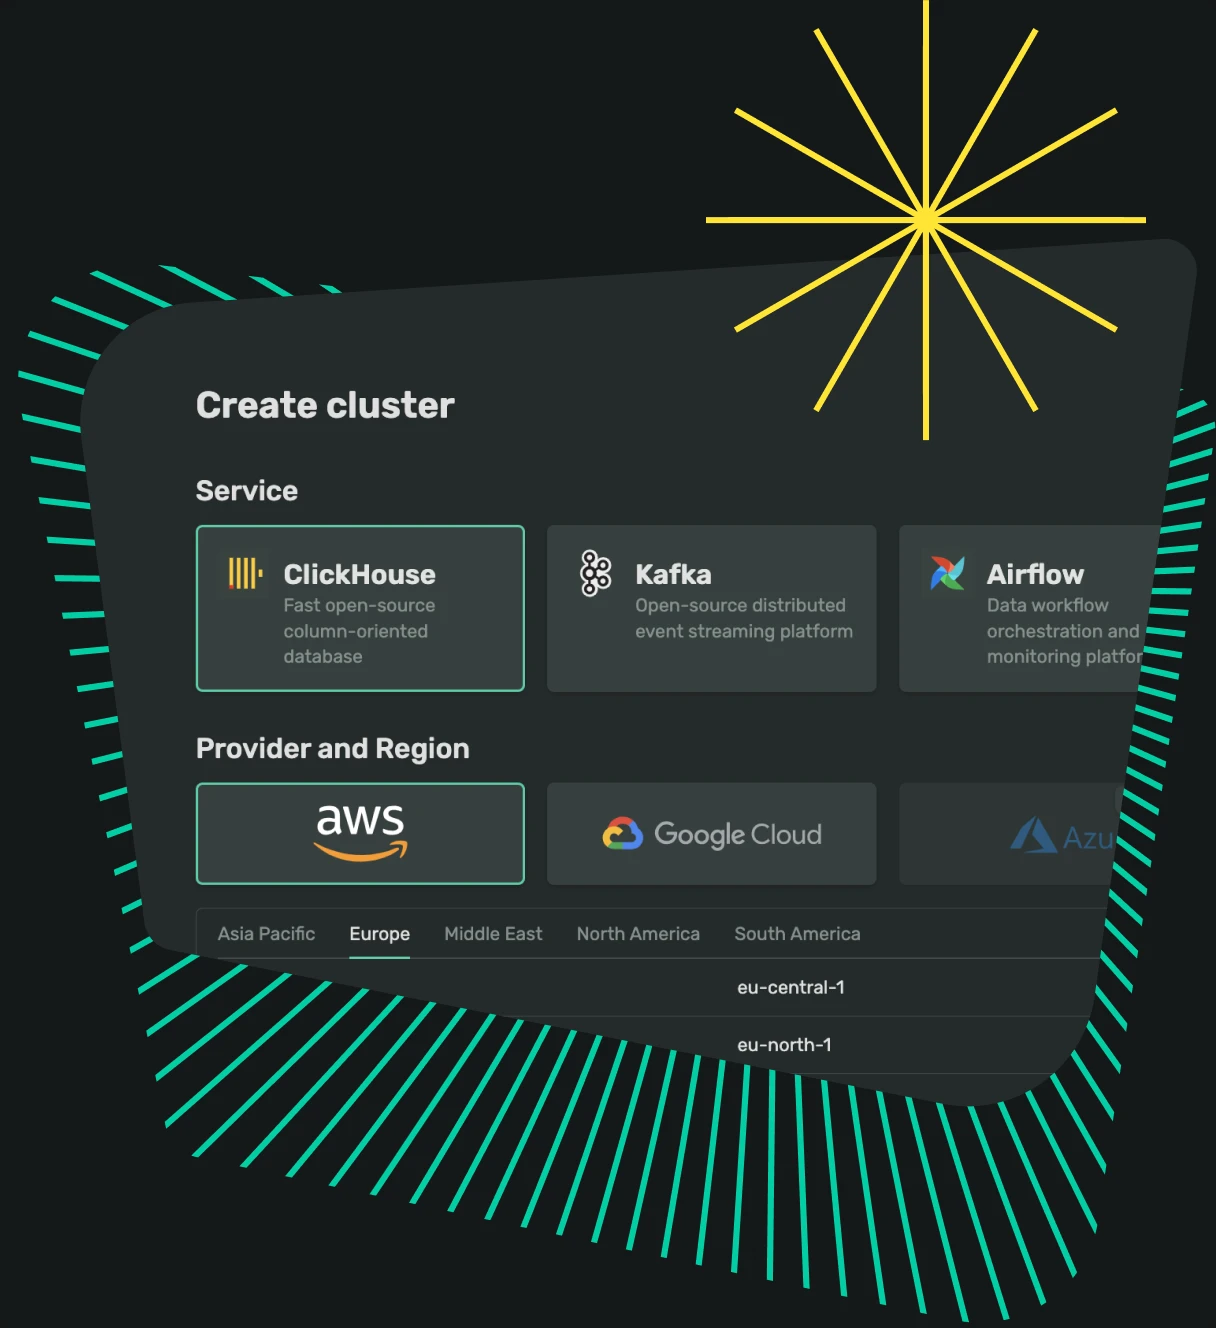 Create cluster
Service
ClickHouse
Fast open-source
column-oriented
database
Kafka
Open-source distributed
event streaming platform
Airflow
Data workflow
orchestration and
monitoring platfor
Provider and Region
aws
Google Cloud
Azu
Asia Pacific Europe Middle East North America South America
eu-central-1
eu-north-1